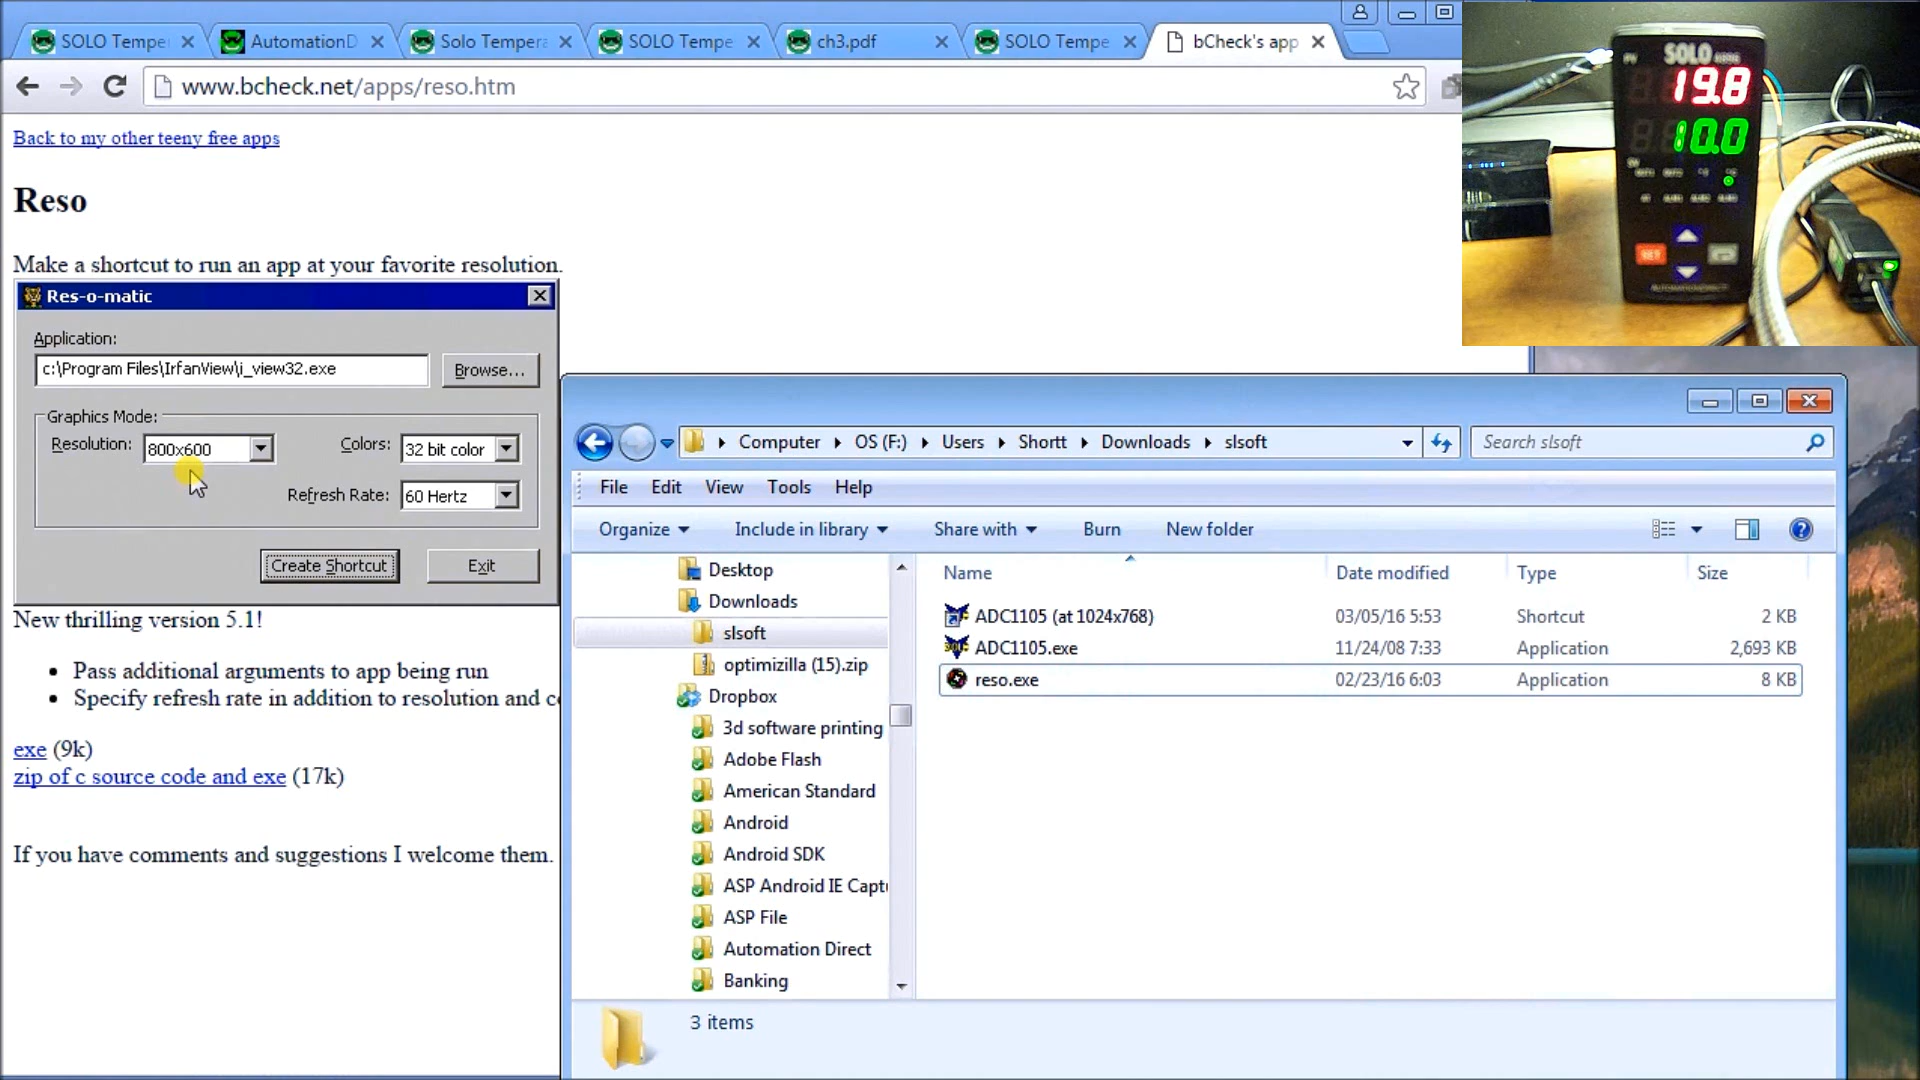 SOLO Tempe
AutomationD
Solo Tempera
SOLO Tempe
ch3.pdf
SOLO Tempe
bCheck's app
www.bcheck.net/apps/reso.htm
Back to my other teeny free apps
Reso
Make a shortcut to run an app at your favorite resolution.
Res-o-matic
Application:
c:\Program Files\IrfanView\i_view32.exe
Browse...
Graphics Mode:
Resolution:
800x600
Colors:
32 bit color
Refresh Rate:
60 Hertz
Create Shortcut
Exit
New thrilling version 5.1!
Pass additional arguments to app being run
Specify refresh rate in addition to resolution and c
exe (9k)
zip of c source code and exe (17k)
If you have comments and suggestions I welcome them.
PV
SOLO
19.8
10.0
SV
SET
AUTOMATIONDIRECT
Computer
OS (F:)
Users
Shortt
Downloads
slsoft
Search slsoft
File Edit View Tools Help
Organize
Include in library
Share with
Burn
New folder
Desktop
Downloads
slsoft
optimizilla (15).zip
Dropbox
3d software printing
Adobe Flash
American Standard
Android
Android SDK
ASP Android IE Capt
ASP File
Automation Direct
Banking
Name Date modified Type Size
ADC1105 (at 1024x768) 03/05/16 5:53 Shortcut 2 KB
ADC1105.exe 11/24/08 7:33 Application 2,693 KB
reso.exe 02/23/16 6:03 Application 8 KB
3 items